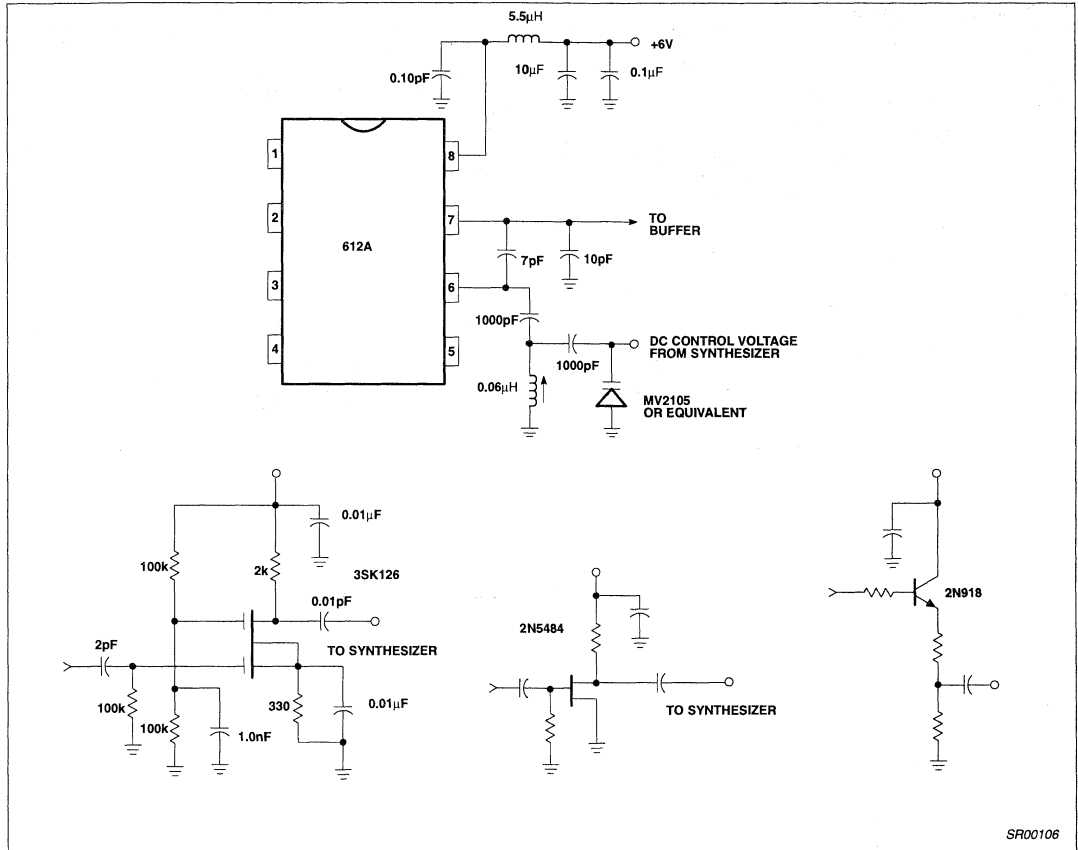 5.5µH
+6V
0.10pF
10µF
0.1µF
1
8
2
7
TO
BUFFER
612A
7pF
10pF
3
6
1000pF
4
5
DC CONTROL VOLTAGE
FROM SYNTHESIZER
1000pF
0.06µH
MV2105
OR EQUIVALENT
0.01µF
100k
2k
3SK126
0.01pF
TO SYNTHESIZER
2pF
100k
100k
1.0nF
330
0.01µF
2N5484
TO SYNTHESIZER
2N918
SR00106